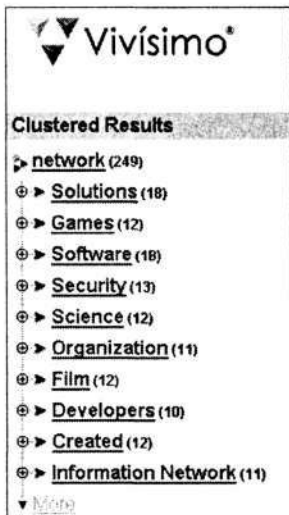 Vivísimo®
Clustered Results
network (249)
Solutions (18)
Games (12)
Software (18)
Security (13)
Science (12)
Organization (11)
Film (12)
Developers (10)
Created (12)
Information Network (11)
More